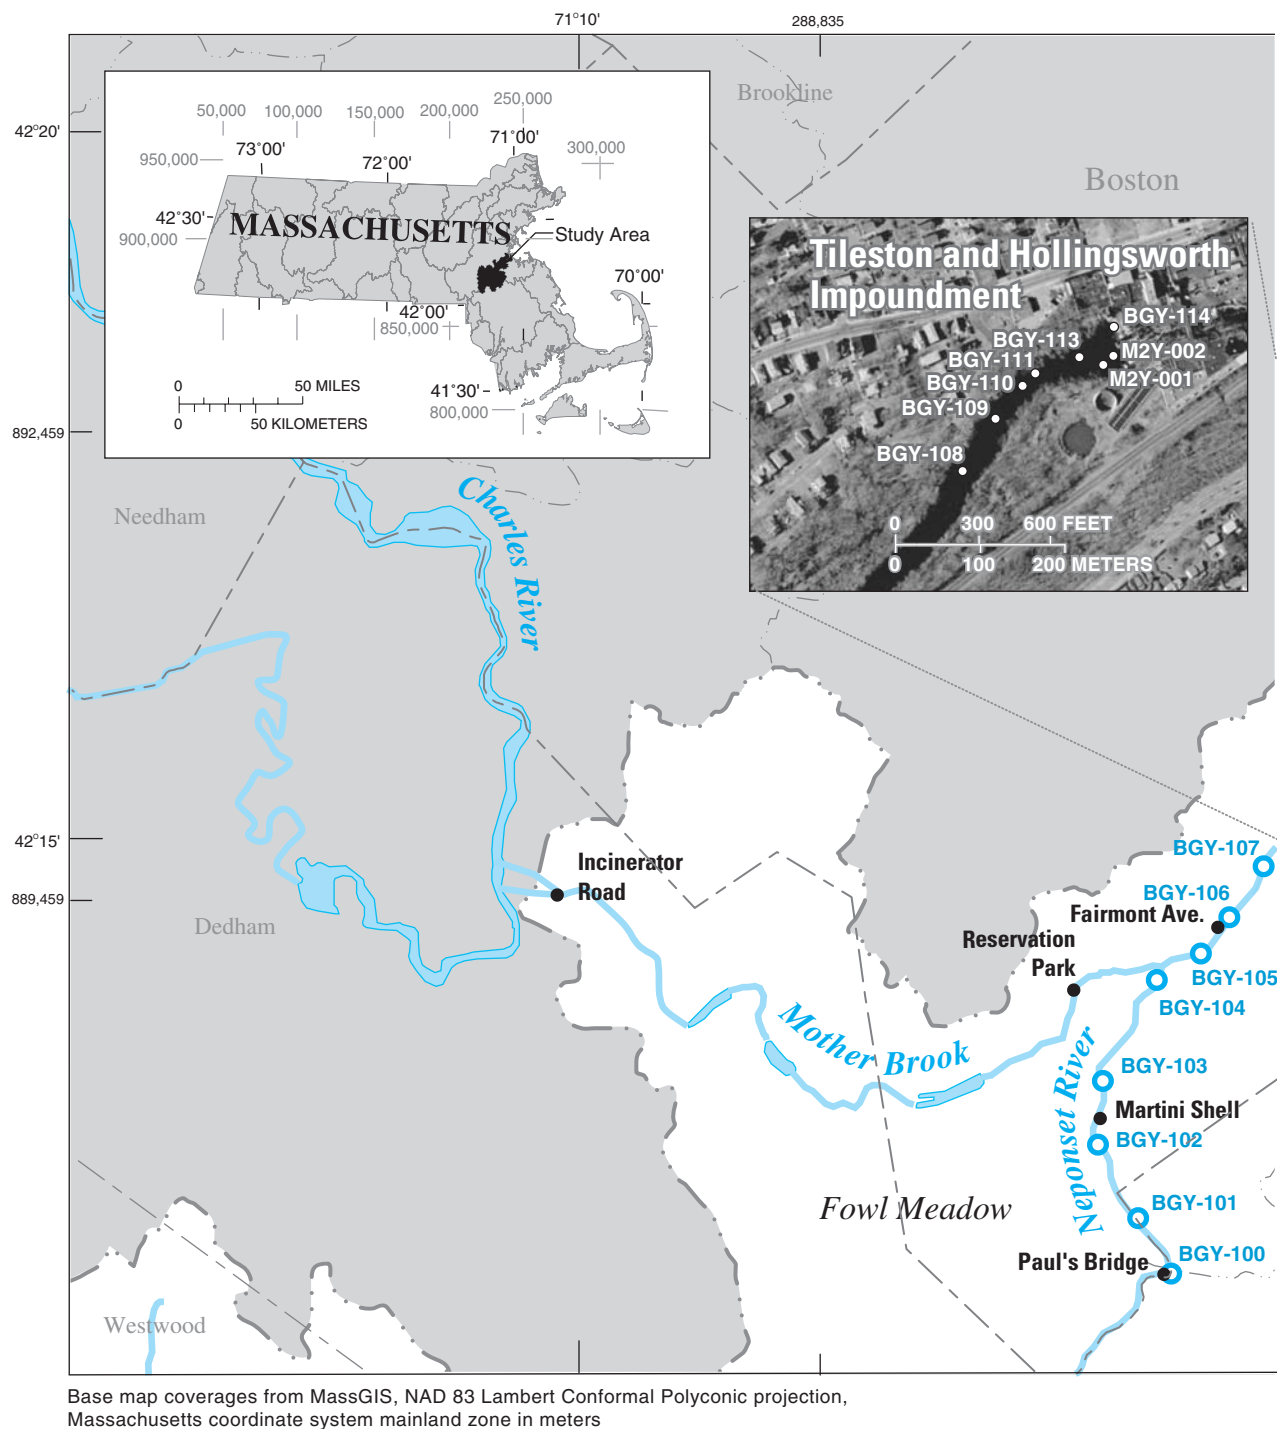 71°10'
288,835
42°20'
892,459
42°15'
889,459
50,000
100,000
150,000
200,000
250,000
300,000
950,000
900,000
850,000
800,000
73°00'
72°00'
71°00'
70°00'
42°30'
42°00'
41°30'
MASSACHUSETTS
Study Area
0
50 MILES
0
50 KILOMETERS
Brookline
Boston
Tileston and Hollingsworth
Impoundment
BGY-114
BGY-113
M2Y-002
BGY-111
M2Y-001
BGY-110
BGY-109
BGY-108
0 300 600 FEET
0 100 200 METERS
Needham
Charles River
Incinerator
Road
Dedham
BGY-107
BGY-106
Fairmont Ave.
Reservation
Park
BGY-105
BGY-104
Mother Brook
BGY-103
Neponset River
Martini Shell
BGY-102
Fowl Meadow
BGY-101
BGY-100
Paul's Bridge
Westwood
Base map coverages from MassGIS, NAD 83 Lambert Conformal Polyconic projection,
Massachusetts coordinate system mainland zone in meters